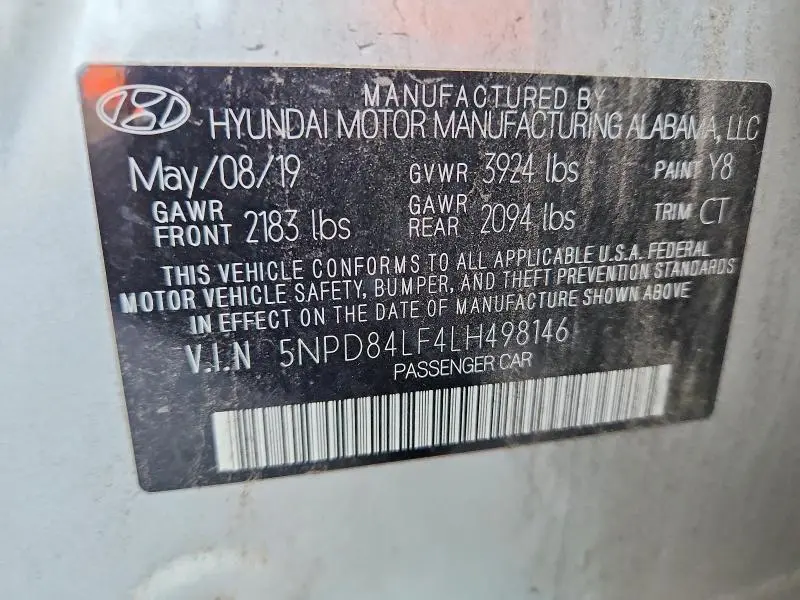 MANUFACTURED BY
HYUNDAI MOTOR MANUFACTURING ALABAMA, LLC
May/08/19 GVWR 3924 lbs PAINT Y8
GAWR FRONT 2183 lbs GAWR REAR 2094 lbs TRIM CT
THIS VEHICLE CONFORMS TO ALL APPLICABLE U.S.A. FEDERAL
MOTOR VEHICLE SAFETY, BUMPER, AND THEFT PREVENTION STANDARDS
IN EFFECT ON THE DATE OF MANUFACTURE SHOWN ABOVE
V.I.N 5NPD84LF4LH498146
PASSENGER CAR